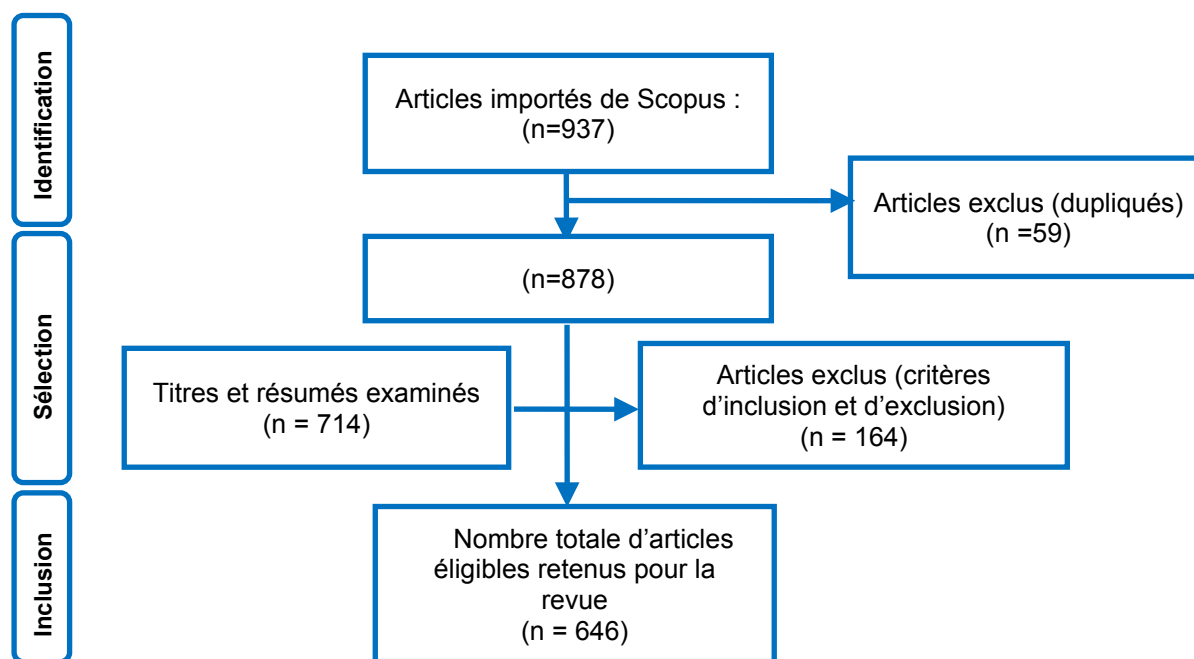 Identification
Articles importés de Scopus :
(n=937)
Articles exclus (dupliqués)
(n =59)
Sélection
(n=878)
Titres et résumés examinés
(n = 714)
Articles exclus (critères
d’inclusion et d’exclusion)
(n = 164)
Inclusion
Nombre totale d’articles
éligibles retenus pour la
revue
(n = 646)